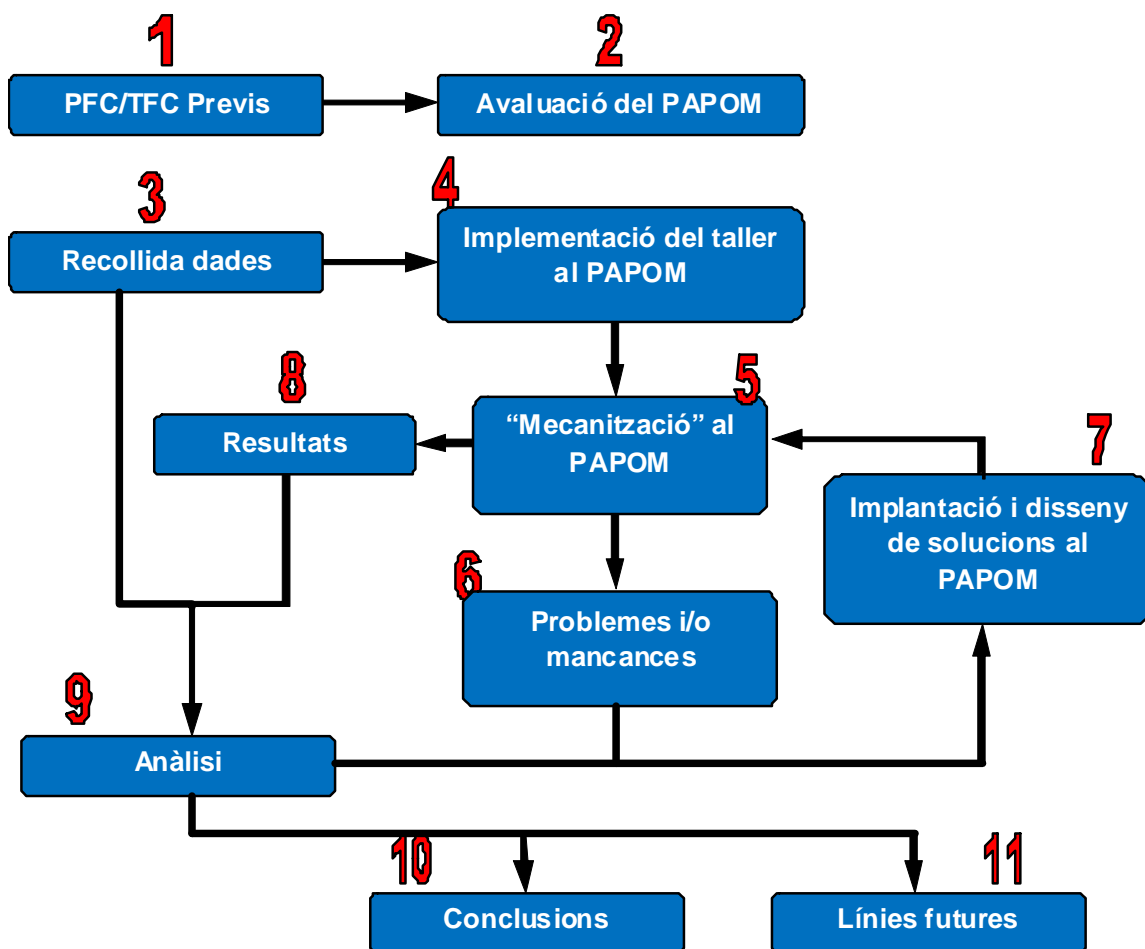 1
PFC/TFC Previs
2
Avaluació del PAPOM
3
Recollida dades
4
Implementació del taller
al PAPOM
5
“Mecanització” al
PAPOM
8
Resultats
7
Implantació i disseny
de solucions al
PAPOM
6
Problemes i/o
mancances
9
Anàlisi
10
Conclusions
11
Línies futures